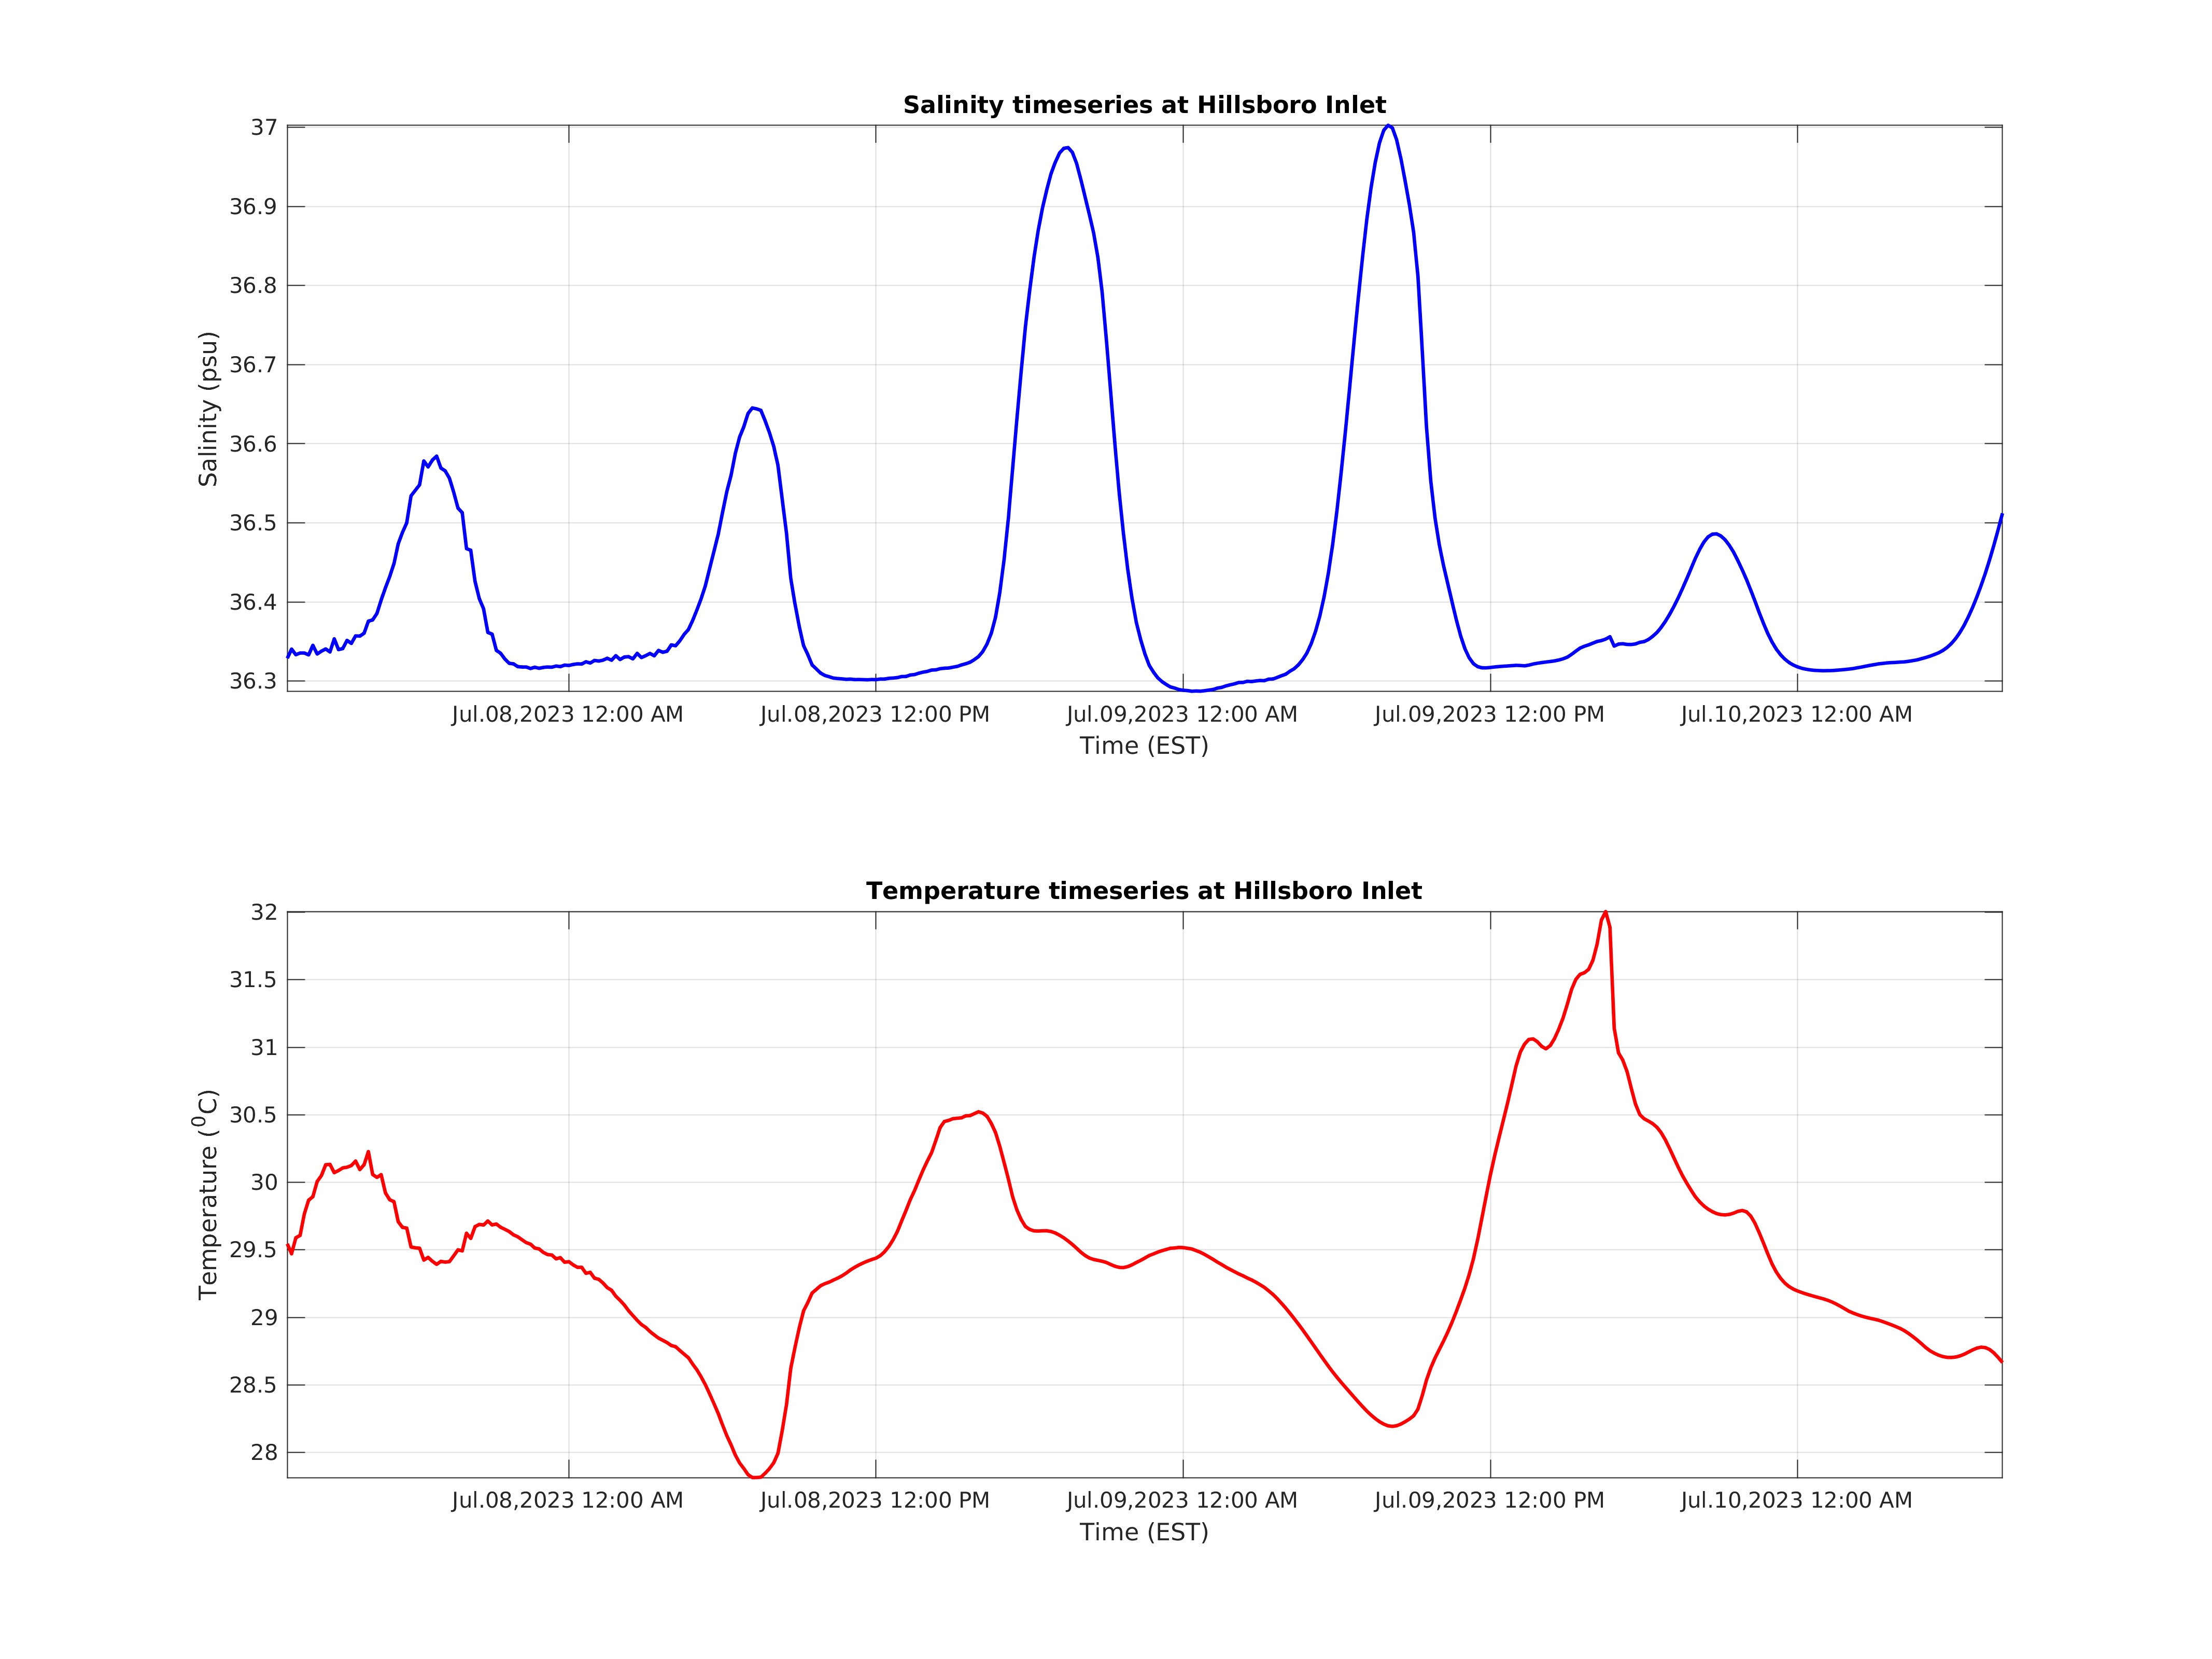 Salinity timeseries at Hillsboro Inlet
37
36.9
36.8
36.7
36.6
36.5
36.4
36.3
Salinity (psu)
Jul.08,2023 12:00 AM
Jul.08,2023 12:00 PM
Jul.09,2023 12:00 AM
Jul.09,2023 12:00 PM
Jul.10,2023 12:00 AM
Time (EST)
Temperature timeseries at Hillsboro Inlet
32
31.5
31
30.5
30
29.5
29
28.5
28
Temperature (⁰C)
Jul.08,2023 12:00 AM
Jul.08,2023 12:00 PM
Jul.09,2023 12:00 AM
Jul.09,2023 12:00 PM
Jul.10,2023 12:00 AM
Time (EST)